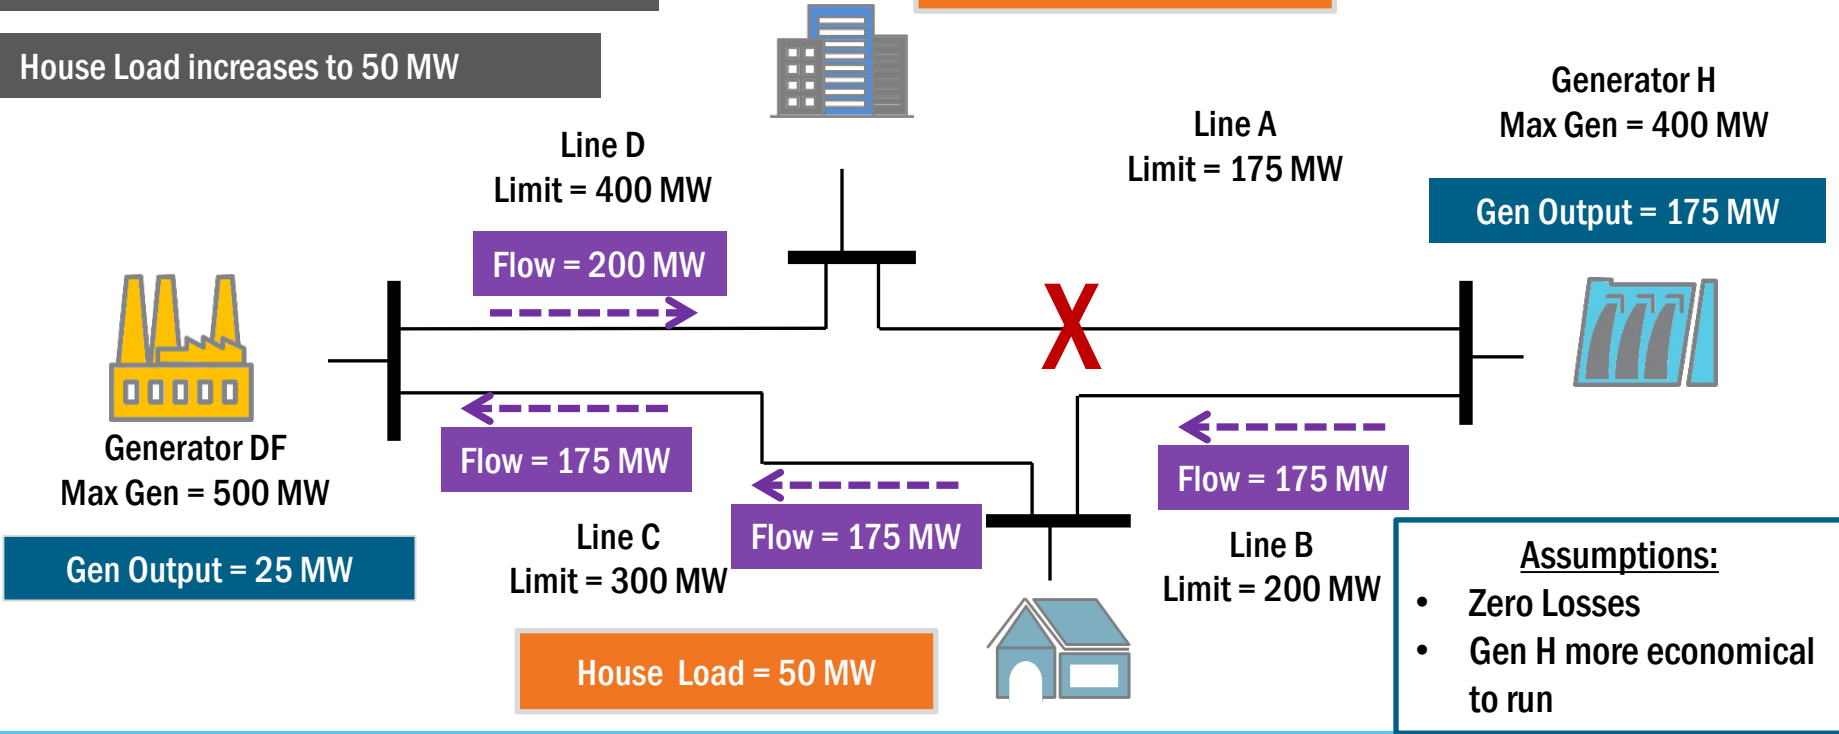 House Load increases to 50 MW
Generator H
Max Gen = 400 MW
Line A
Limit = 175 MW
Line D
Limit = 400 MW
Gen Output = 175 MW
Flow = 200 MW
X
Generator DF
Max Gen = 500 MW
Flow = 175 MW
Flow = 175 MW
Flow = 175 MW
Gen Output = 25 MW
Line C
Limit = 300 MW
Line B
Limit = 200 MW
House Load = 50 MW
Assumptions:
• Zero Losses
• Gen H more economical
to run